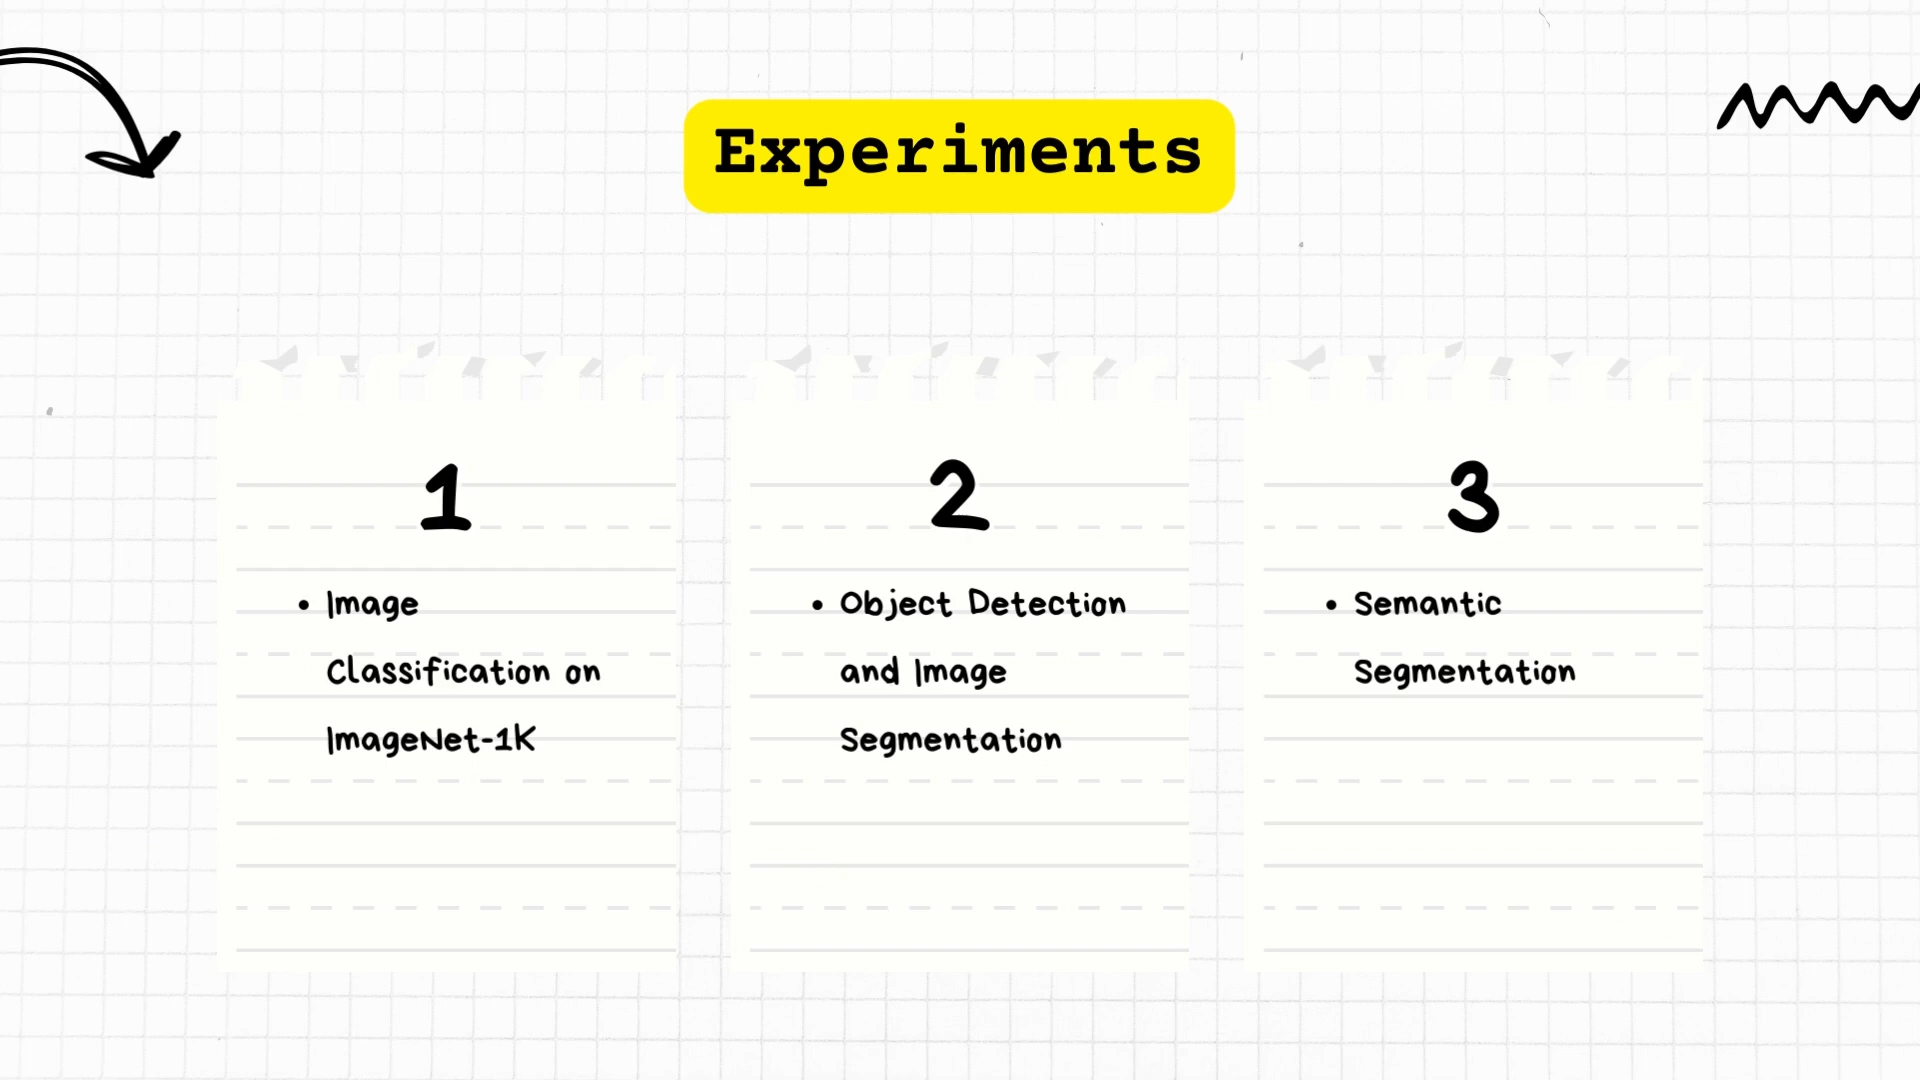 Experiments
1
• Image
Classification on
ImageNet-1K
2
• Object Detection
and Image
Segmentation
3
• Semantic
Segmentation